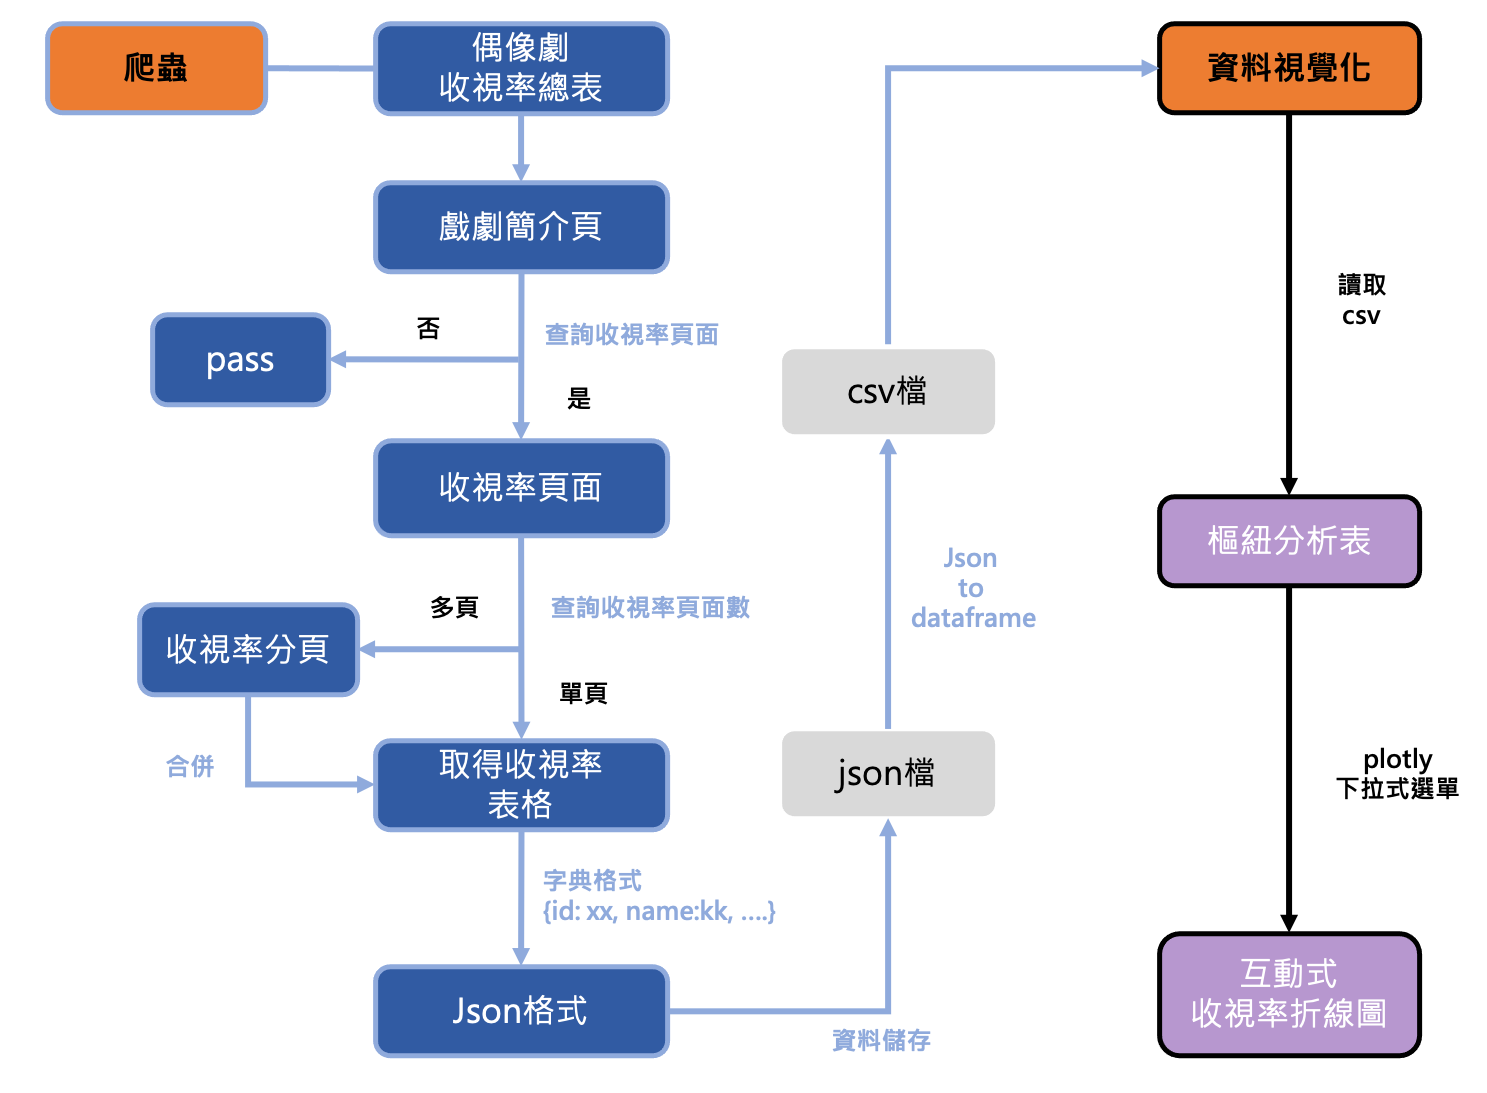 爬蟲
偶像劇
收視率總表
戲劇簡介頁
否
查詢收視率頁面
pass
是
收視率頁面
多頁
查詢收視率頁面數
收視率分頁
單頁
合併
取得收視率
表格
字典格式
{id: xx, name:kk, ....}
Json格式
資料儲存
json檔
Json
to
dataframe
csv檔
資料視覺化
讀取
csv
樞紐分析表
plotly
下拉式選單
互動式
收視率折線圖